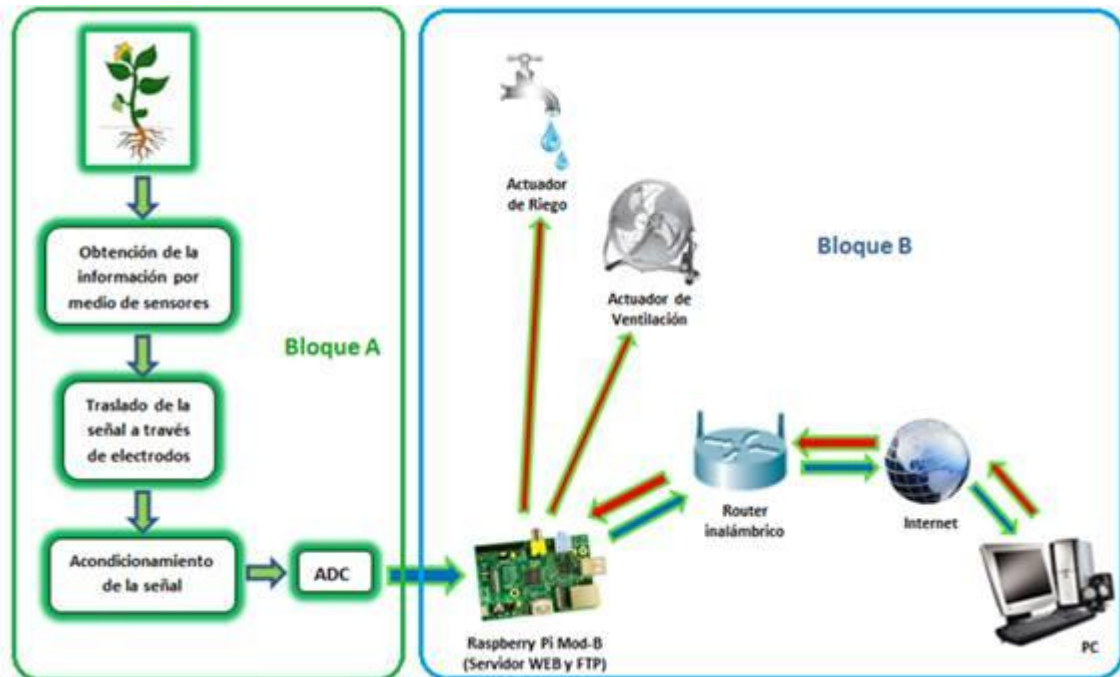 Obtención de la
información por
medio de sensores
Bloque A
Traslado de la
señal a través
de electrodos
Acondicionamiento
de la señal
ADC
Actuador
de Riego
Actuador de
Ventilación
Bloque B
Router
inalámbrico
Internet
Raspberry Pi Mod-B
(Servidor WEB y FTP)
PC